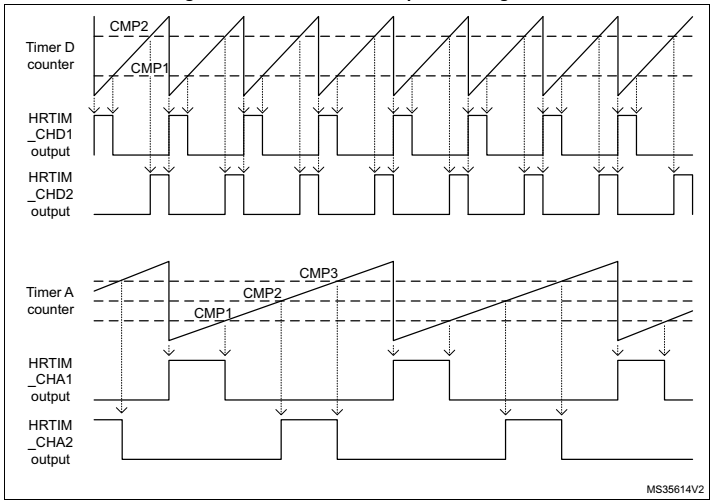 CMP2
Timer D
counter
CMP1
HRTIM
_CHD1
output
HRTIM
_CHD2
output
CMP3
Timer A
counter
CMP2
CMP1
HRTIM
_CHA1
output
HRTIM
_CHA2
output
MS35614V2